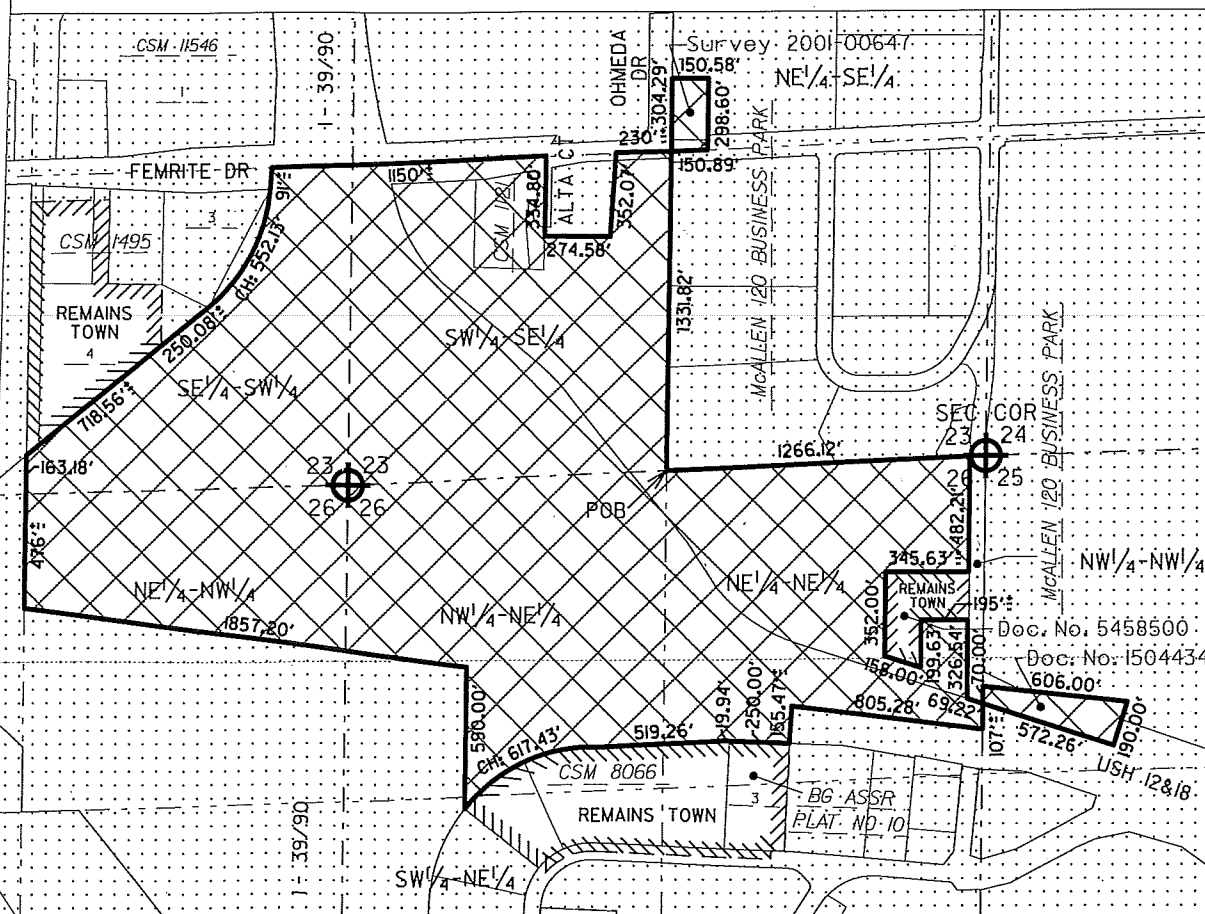 CSM 11546
1
I-39/90
OHMEDA
DR
Survey 2001-00647
150.58'
NE1/4-SE1/4
304.29'
298.60'
230'±
150.89'
FEMRITE DR
1150'±
ALTA CT
334.80'
352.07'
274.58'
CSM 1121
91'±
3
CSM 1495
CH: 552.13'
McALLEN 120 BUSINESS PARK
1331.82'
REMAINS
TOWN
4
250.08'±
SW1/4-SE1/4
SE1/4-SW1/4
718.56'±
163.18'
SEC COR
23 24
26 25
McALLEN 120 BUSINESS PARK
1266.12'
23 23
26 26
POB
482.21'±
476'±
345.63'
NW1/4-NW1/4
NE1/4-NW1/4
NW1/4-NE1/4
NE1/4-NE1/4
REMAINS
TOWN
352.00'
195'±
1857.20'
199.63'
326.54'
Doc. No. 5458500
158.00'
70.00'
Doc. No. 1504434
606.00'
69.22'
805.28'
590.00'
19.94'
250.00'
155.47'±
107'±
572.26'
190.00'
519.26'
CH: 617.43'
CSM 8066
USH 12&18
3
BG ASSR
PLAT NO 10
REMAINS TOWN
I-39/90
SW1/4-NE1/4